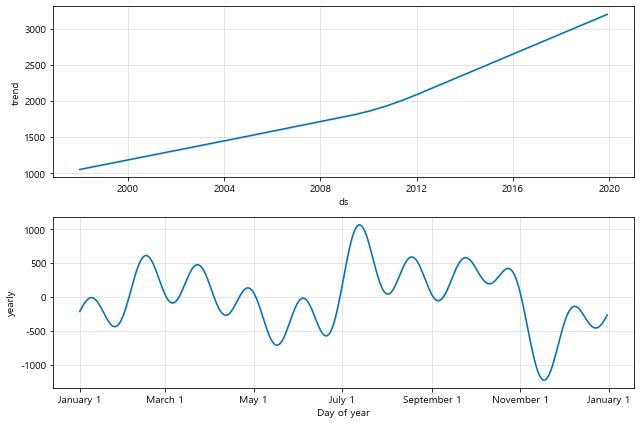 3000
2500
2000
1500
1000
trend
2000 2004 2008 2012 2016 2020
ds
1000
500
0
-500
-1000
yearly
January 1 March 1 May 1 July 1 September 1 November 1 January 1
Day of year